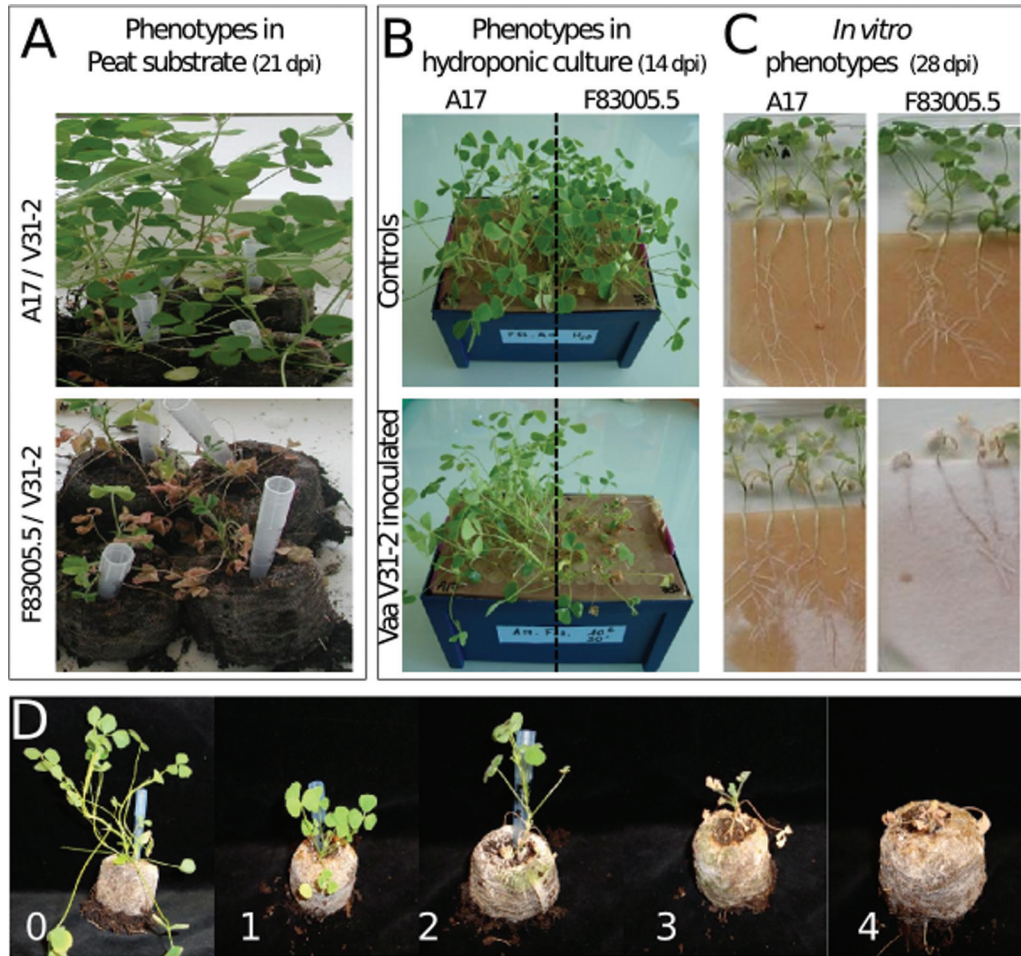 A
Phenotypes in
Peat substrate (21 dpi)
A17 / V31-2
F83005.5 / V31-2
B
Phenotypes in
hydroponic culture (14 dpi)
A17
F83005.5
Controls
Vaa V31-2 inoculated
C
In vitro
phenotypes (28 dpi)
A17
F83005.5
D
0
1
2
3
4